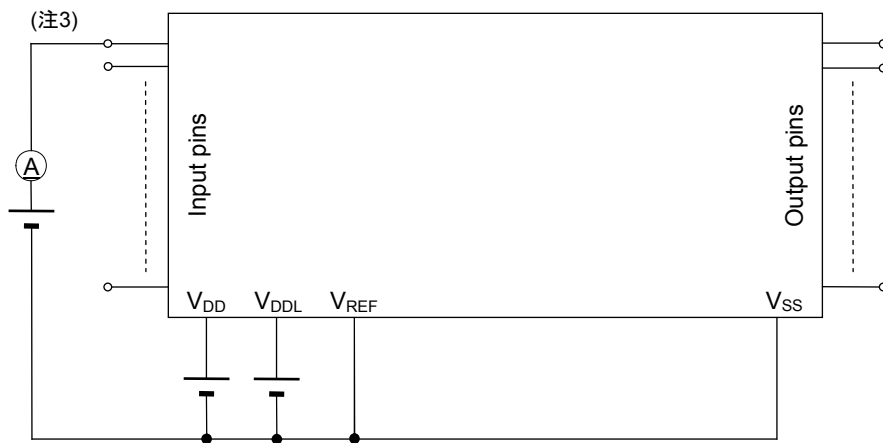 (注3)
A
Input pins
Output pins
VDD
VDDL
VREF
VSS